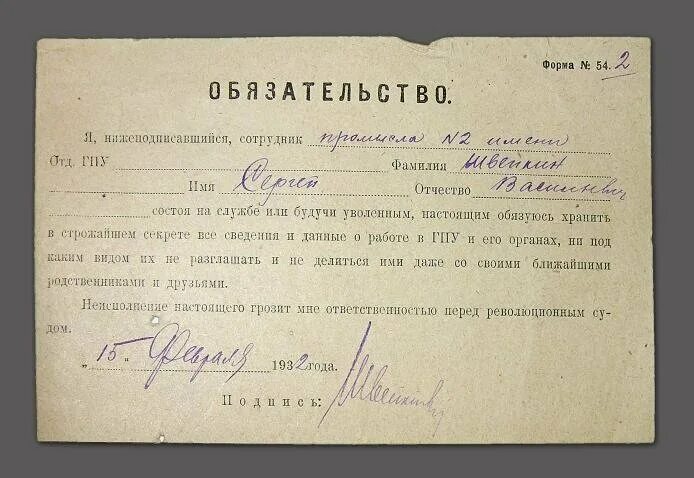 Форма № 54. 2
ОБЯЗАТЕЛЬСТВО.
Я, нижеподписавшийся, сотрудник промысла №2 имени
Отд. ГПУ Фамилия Швейкин
Имя Сергей Отчество Васильевич
состоя на службе или будучи уволенным, настоящим обязуюсь хранить
в строжайшем секрете все сведения и данные о работе в ГПУ и его органах, ни под
каким видом их не разглашать и не делиться ими даже со своими ближайшими
родственниками и друзьями.
Неисполнение настоящего грозит мне ответственностью перед революционным су-
дом.
„15„ Февраля 1932 года.
Подпись: Швейкин